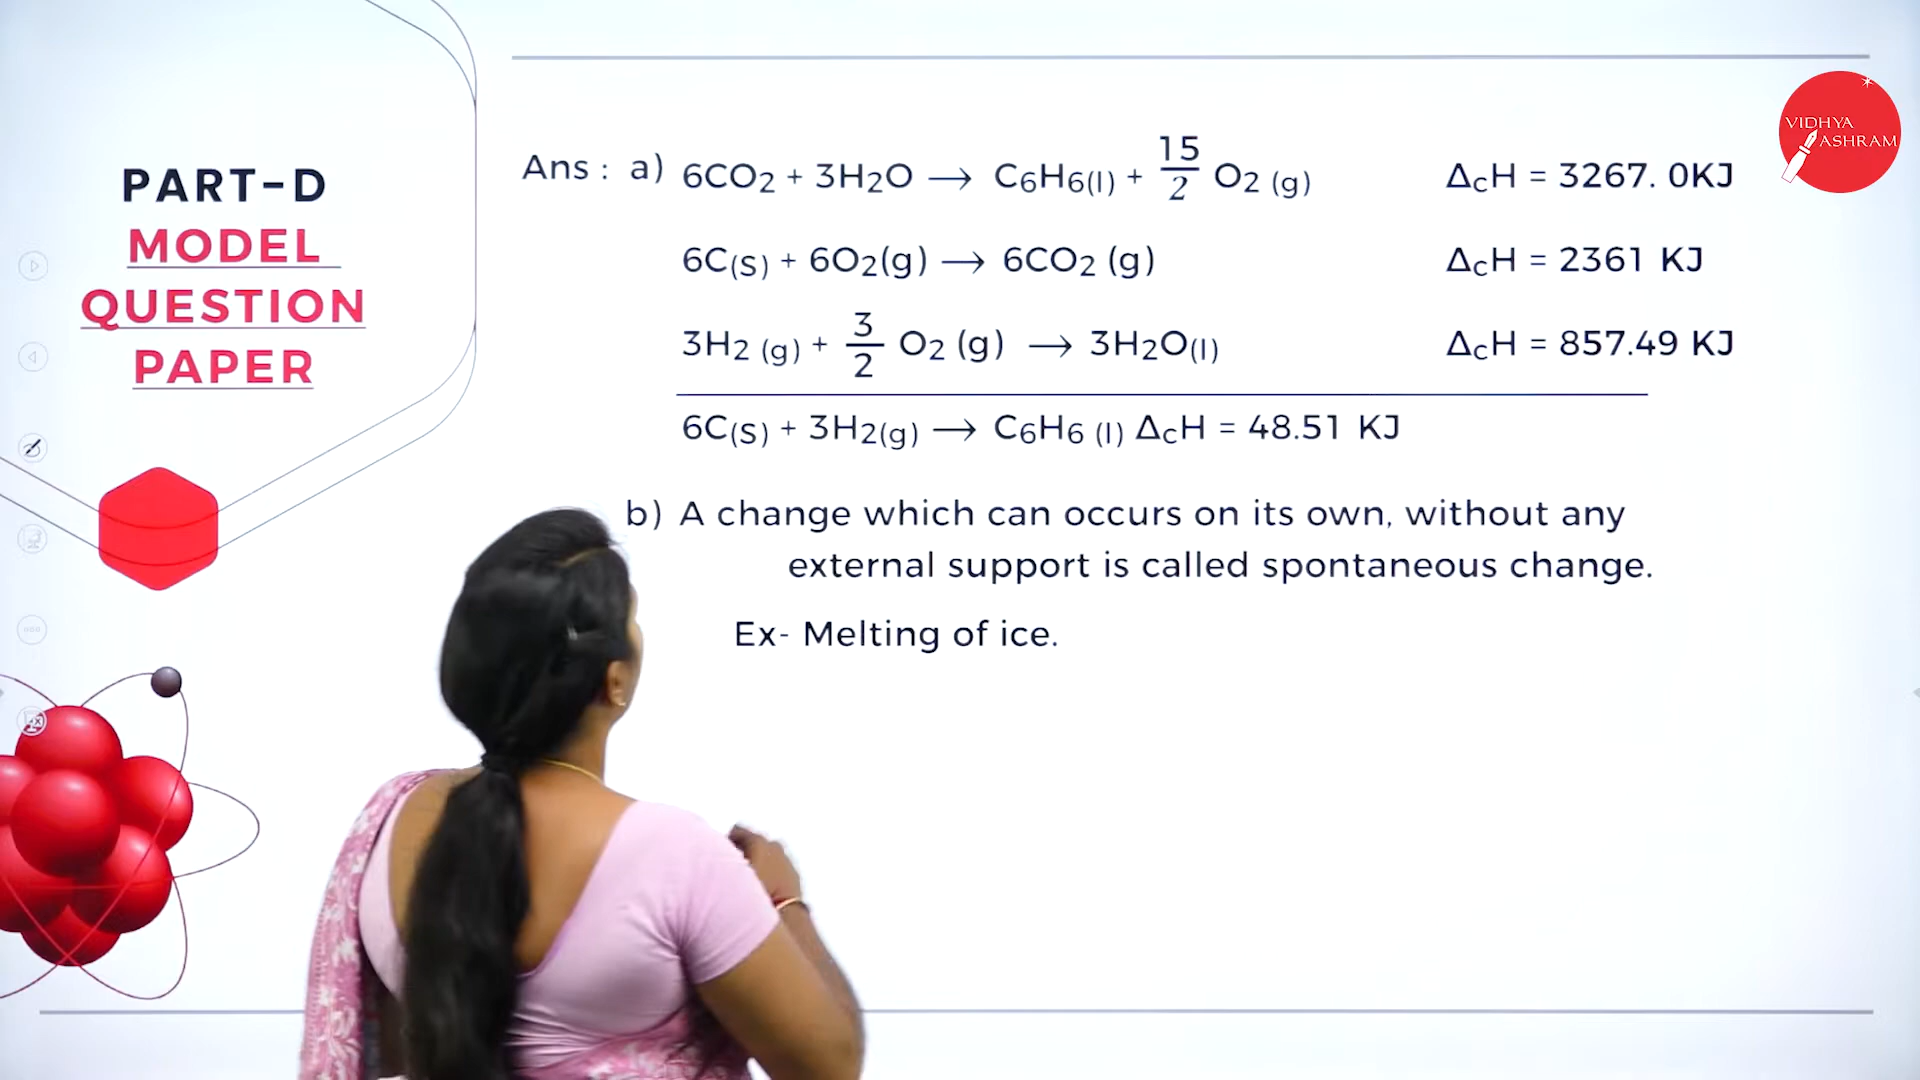 PART-D
MODEL
QUESTION
PAPER
VIDHYA
ASHRAM
Ans : a) 6CO₂ + 3H₂O → C₆H₆(l) + 15/2 O₂ (g) ΔcH = 3267. 0KJ
6C(S) + 6O₂(g) → 6CO₂ (g) ΔcH = 2361 KJ
3H₂ (g) + 3/2 O₂ (g) → 3H₂O(l) ΔcH = 857.49 KJ
6C(S) + 3H₂(g) → C₆H₆ (l) ΔcH = 48.51 KJ
b) A change which can occurs on its own, without any
external support is called spontaneous change.
Ex- Melting of ice.